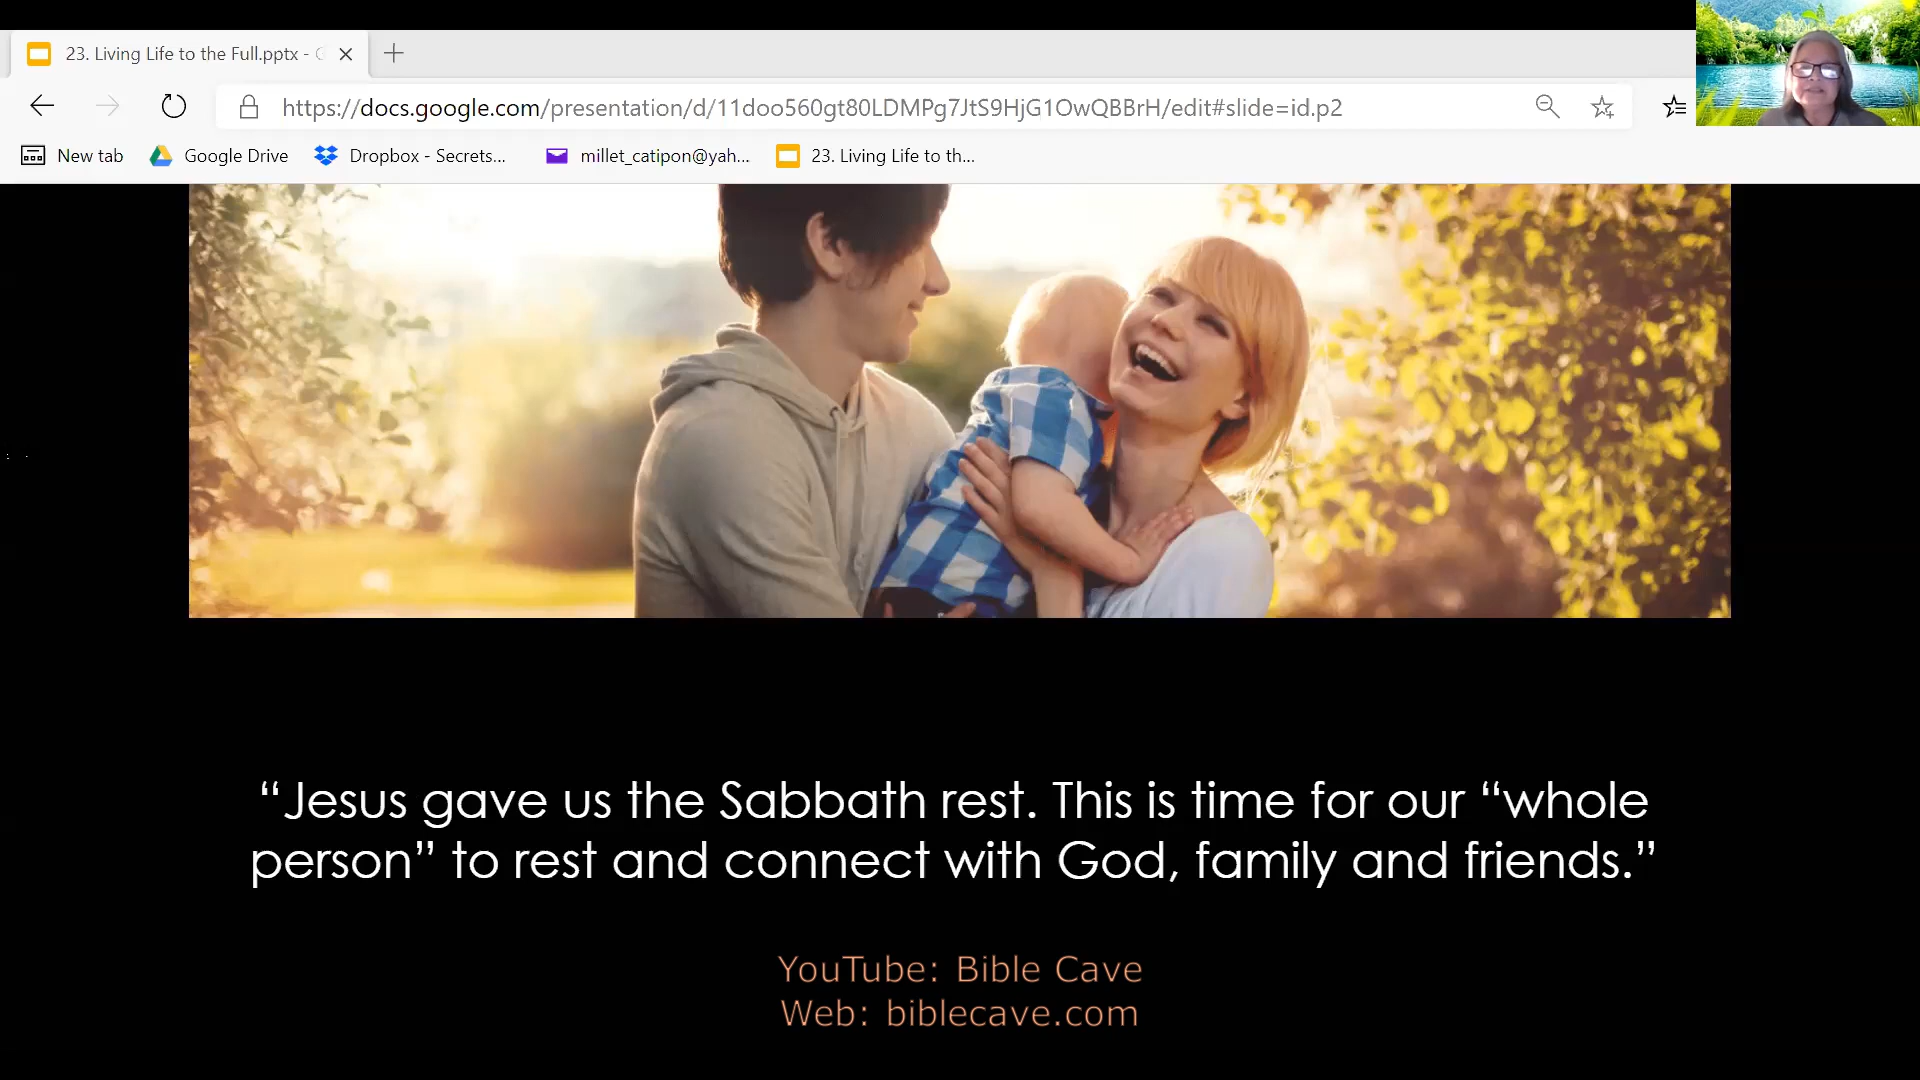 23. Living Life to the Full.pptx - G
https://docs.google.com/presentation/d/11doo560gt80LDMPg7JtS9HjG1OwQBBrH/edit#slide=id.p2
New tab
Google Drive
Dropbox - Secrets...
millet_catipon@yah...
23. Living Life to th...
“Jesus gave us the Sabbath rest. This is time for our “whole
person” to rest and connect with God, family and friends.”
YouTube: Bible Cave
Web: biblecave.com